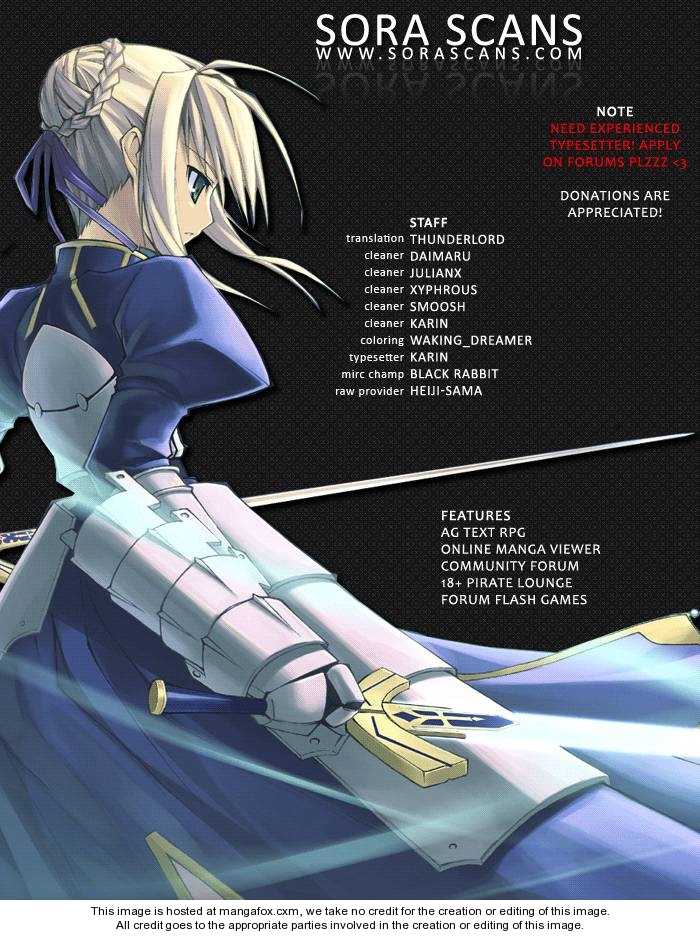 SORA SCANS
WWW.SORASCANS.COM
NOTE
NEED EXPERIENCED
TYPESETTER! APPLY
ON FORUMS PLZZZ <3
DONATIONS ARE
APPRECIATED!
STAFF
translation THUNDERLORD
cleaner DAIMARU
cleaner JULIANX
cleaner XYPHROUS
cleaner SMOOSH
cleaner KARIN
coloring WAKING_DREAMER
typesetter KARIN
mirc champ BLACK RABBIT
raw provider HEIJI-SAMA
FEATURES
AG TEXT RPG
ONLINE MANGA VIEWER
COMMUNITY FORUM
18+ PIRATE LOUNGE
FORUM FLASH GAMES
This image is hosted at mangafox.cxm, we take no credit for the creation or editing of this image.
All credit goes to the appropriate parties involved in the creation or editing of this image.